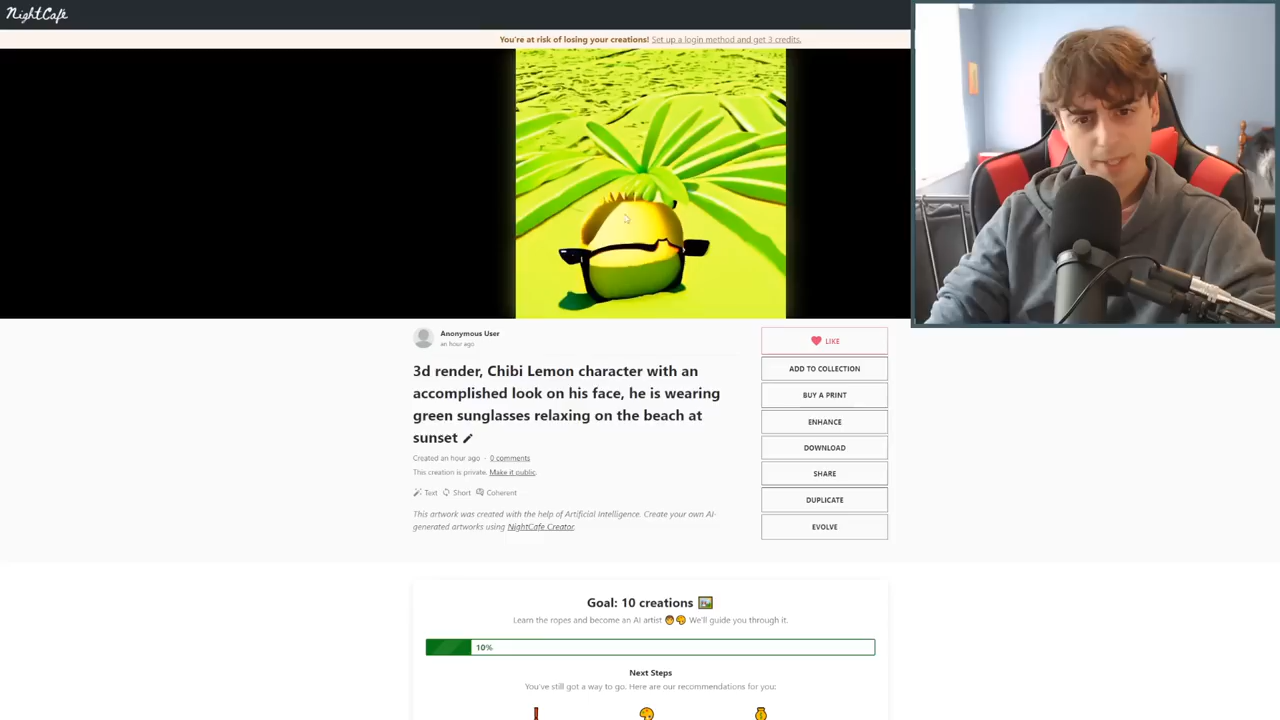 NightCafé
You're at risk of losing your creations! Set up a login method and get 3 credits.
Anonymous User
an hour ago
3d render, Chibi Lemon character with an
accomplished look on his face, he is wearing
green sunglasses relaxing on the beach at
sunset
Created an hour ago - 0 comments
This creation is private. Make it public.
Text Short Coherent
This artwork was created with the help of Artificial Intelligence. Create your own AI-
generated artworks using NightCafe Creator.
LIKE
ADD TO COLLECTION
BUY A PRINT
ENHANCE
DOWNLOAD
SHARE
DUPLICATE
EVOLVE
Goal: 10 creations
Learn the ropes and become an AI artist We'll guide you through it.
10%
Next Steps
You've still got a way to go. Here are our recommendations for you: